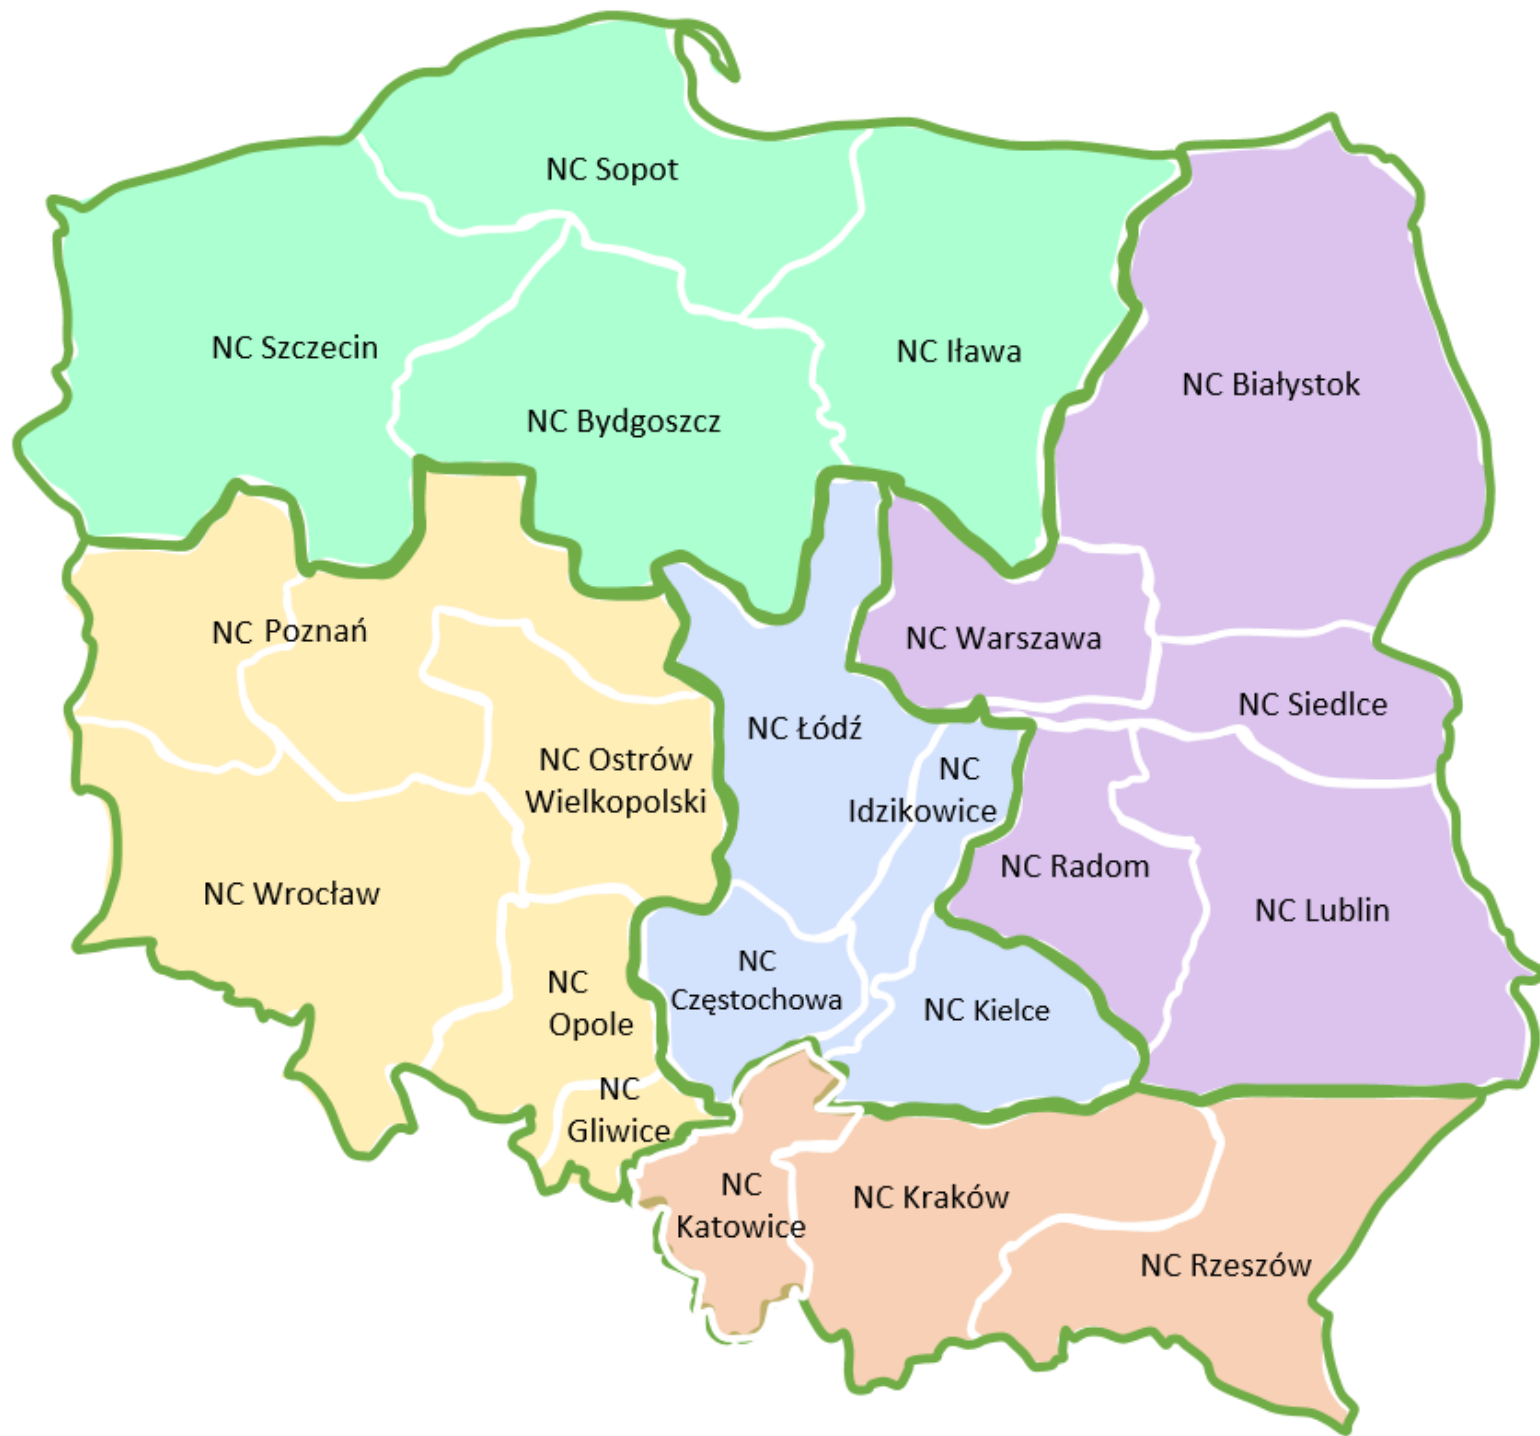 NC Sopot
NC Szczecin
NC Iława
NC Białystok
NC Bydgoszcz
NC Poznań
NC Warszawa
NC Siedlce
NC Łódź
NC Ostrów
Wielkopolski
NC
Idzikowice
NC Radom
NC Wrocław
NC Lublin
NC
Częstochowa
NC
Opole
NC Kielce
NC
Gliwice
NC
Katowice
NC Kraków
NC Rzeszów